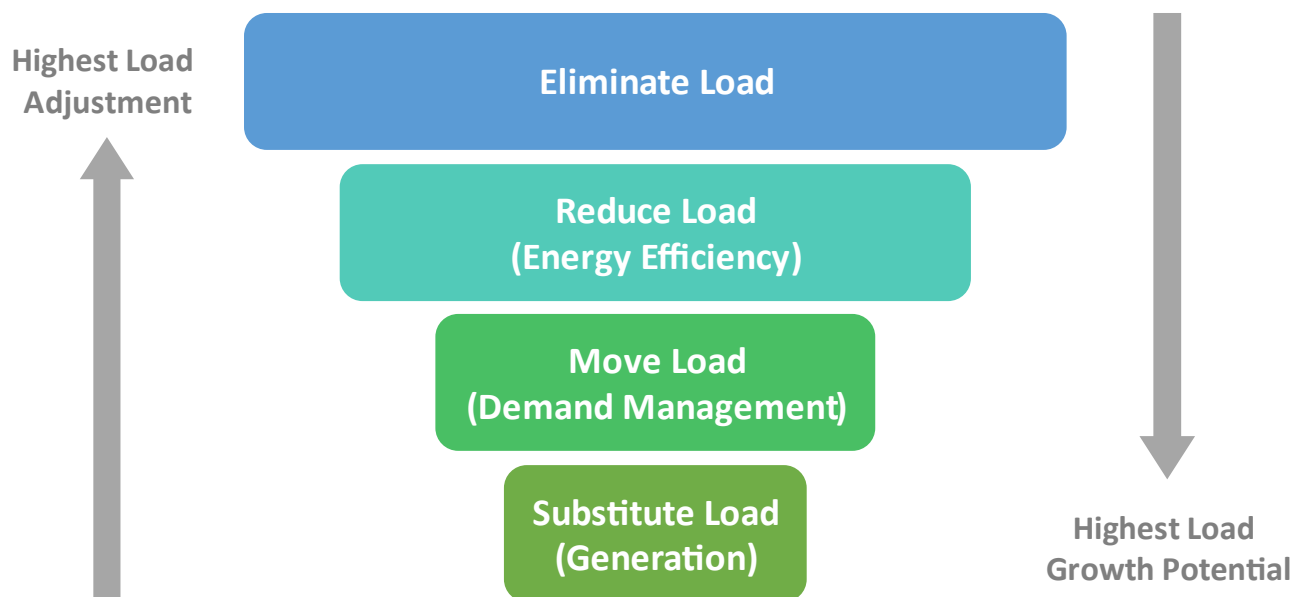 Highest Load
Adjustment
Eliminate Load
Reduce Load
(Energy Efficiency)
Move Load
(Demand Management)
Substitute Load
(Generation)
Highest Load
Growth Potential